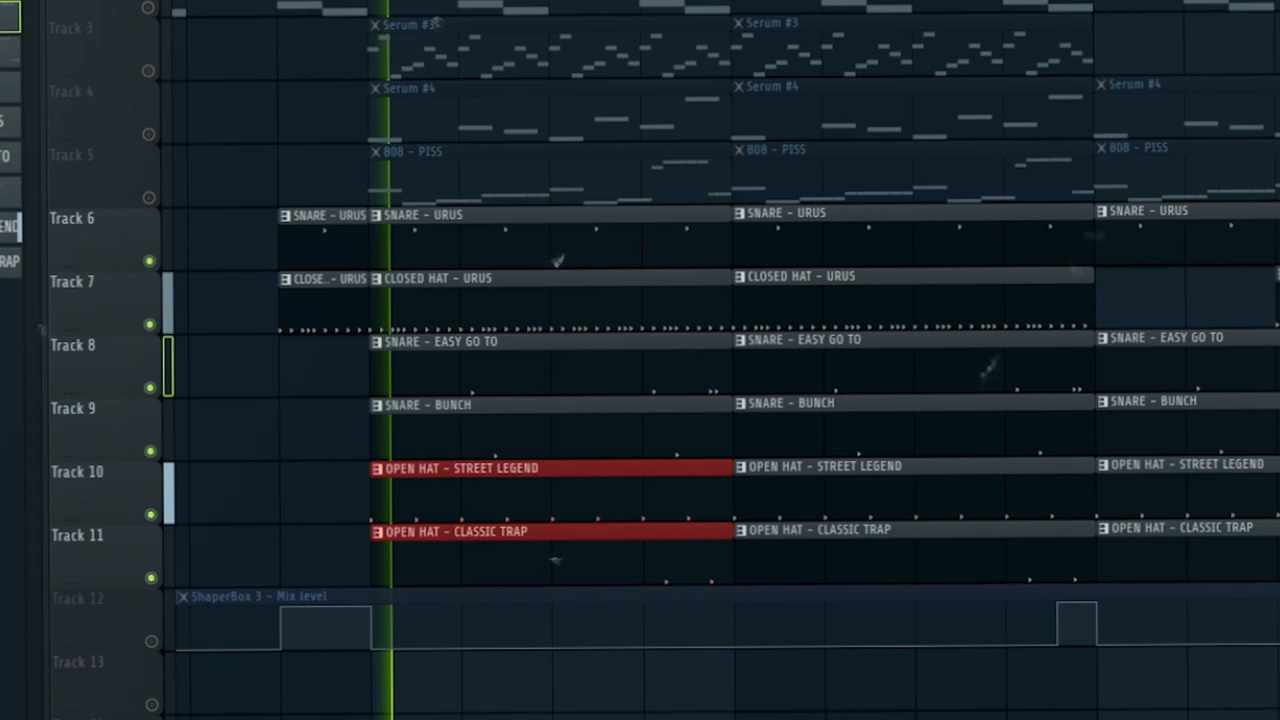 Track 3 Serum #3 Serum #3
Track 4 Serum #4 Serum #4 Serum #4
Track 5 808 - PISS 808 - PISS 808 - PISS
Track 6 SNARE - URUS SNARE - URUS SNARE - URUS SNARE - URUS
Track 7 CLOSE.. - URUS CLOSED HAT - URUS CLOSED HAT - URUS
Track 8 SNARE - EASY GO TO SNARE - EASY GO TO SNARE - EASY GO TO
Track 9 SNARE - BUNCH SNARE - BUNCH SNARE - BUNCH
Track 10 OPEN HAT - STREET LEGEND OPEN HAT - STREET LEGEND OPEN HAT - STREET LEGEND
Track 11 OPEN HAT - CLASSIC TRAP OPEN HAT - CLASSIC TRAP OPEN HAT - CLASSIC TRAP
Track 12 ShaperBox 3 - Mix level
Track 13